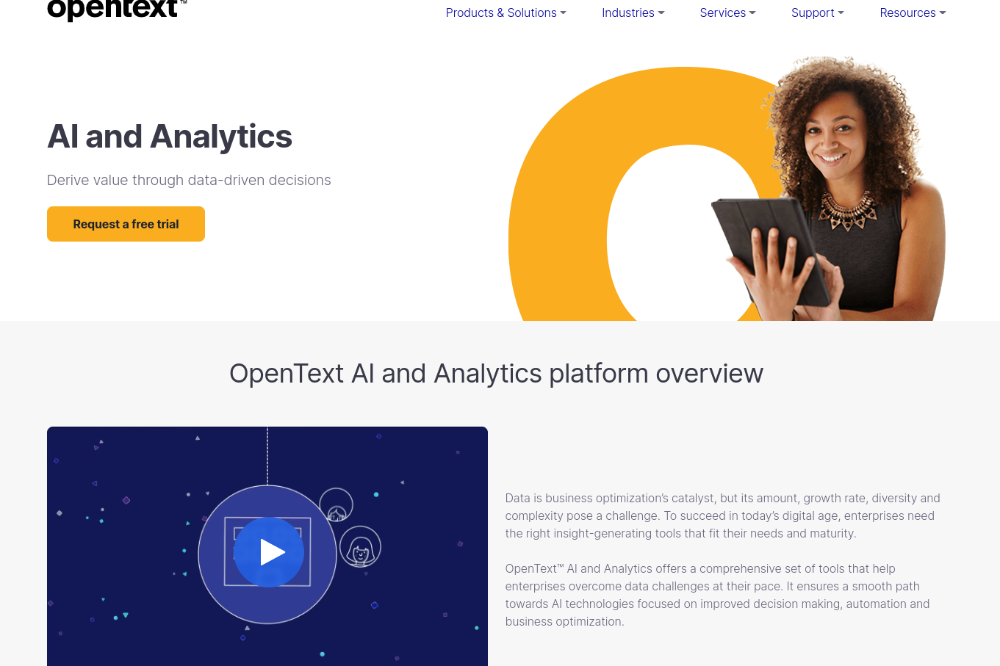 opentext™
Products & Solutions
Industries
Services
Support
Resources
AI and Analytics
Derive value through data-driven decisions
Request a free trial
OpenText AI and Analytics platform overview
Data is business optimization’s catalyst, but its amount, growth rate, diversity and
complexity pose a challenge. To succeed in today’s digital age, enterprises need
the right insight-generating tools that fit their needs and maturity.
OpenText™ AI and Analytics offers a comprehensive set of tools that help
enterprises overcome data challenges at their pace. It ensures a smooth path
towards AI technologies focused on improved decision making, automation and
business optimization.